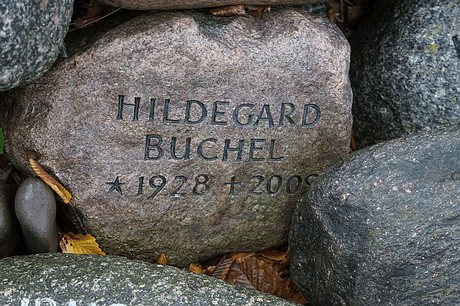 HILDEGARD
BUCHEL
* 1928 † 2009